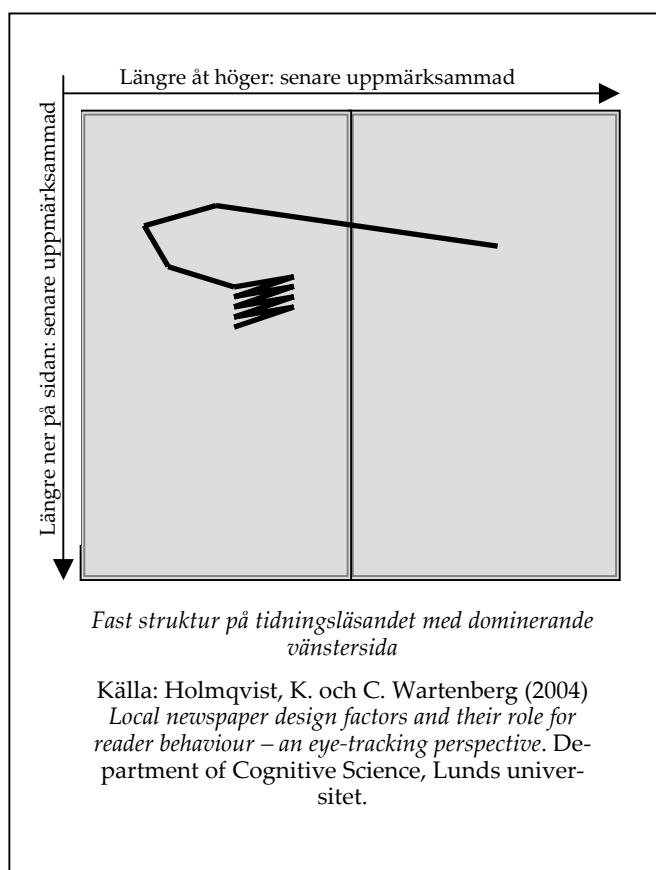 Längre åt höger: senare uppmärksammad
Längre ner på sidan: senare uppmärksammad
Fast struktur på tidningsläsandet med dominerande
vänstersida
Källa: Holmqvist, K. och C. Wartenberg (2004)
Local newspaper design factors and their role for
reader behaviour – an eye-tracking perspective. De-
partment of Cognitive Science, Lunds univer-
sitet.